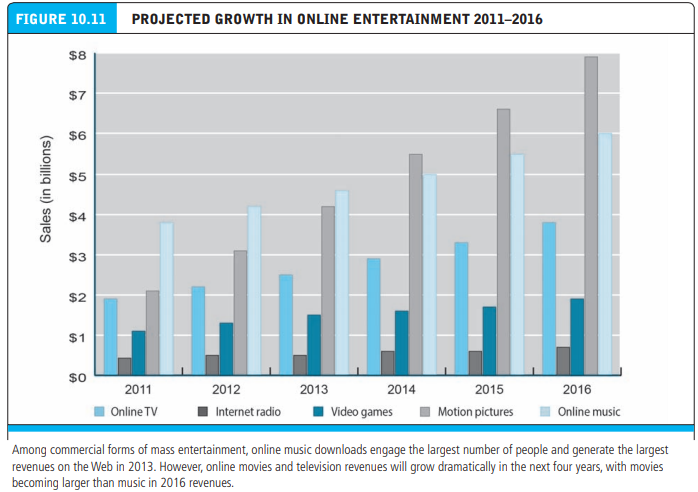 FIGURE 10.11 PROJECTED GROWTH IN ONLINE ENTERTAINMENT 2011–2016
$8
$7
$6
$5
$4
$3
$2
$1
$0
Sales (in billions)
2011 2012 2013 2014 2015 2016
Online TV Internet radio Video games Motion pictures Online music
Among commercial forms of mass entertainment, online music downloads engage the largest number of people and generate the largest
revenues on the Web in 2013. However, online movies and television revenues will grow dramatically in the next four years, with movies
becoming larger than music in 2016 revenues.